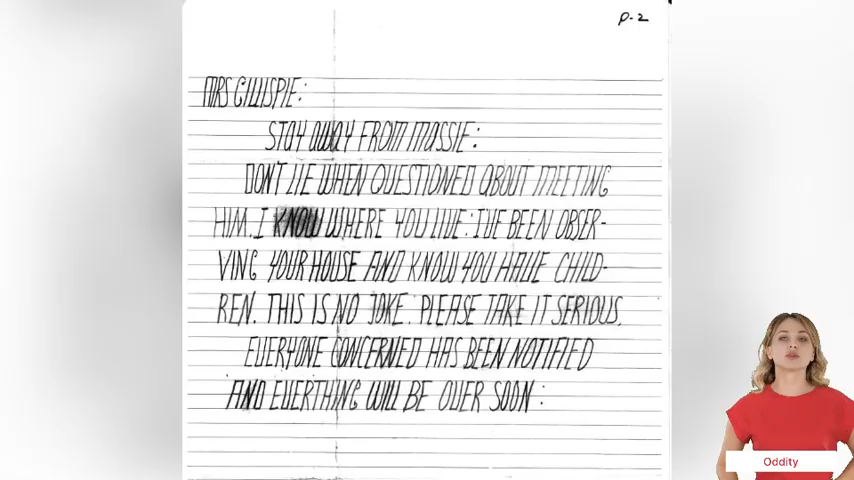 P-2
MRS GILLISPIE:
STAY AWAY FROM MASSIE:
DON'T LIE WHEN QUESTIONED ABOUT MEETING
HIM. I KNOW WHERE YOU LIVE: I'VE BEEN OBSER-
VING YOUR HOUSE AND KNOW YOU HAVE CHILD-
REN. THIS IS NO JOKE. PLEASE TAKE IT SERIOUS.
EVERYONE CONCERNED HAS BEEN NOTIFIED
AND EVERTHING WILL BE OVER SOON:
Oddity